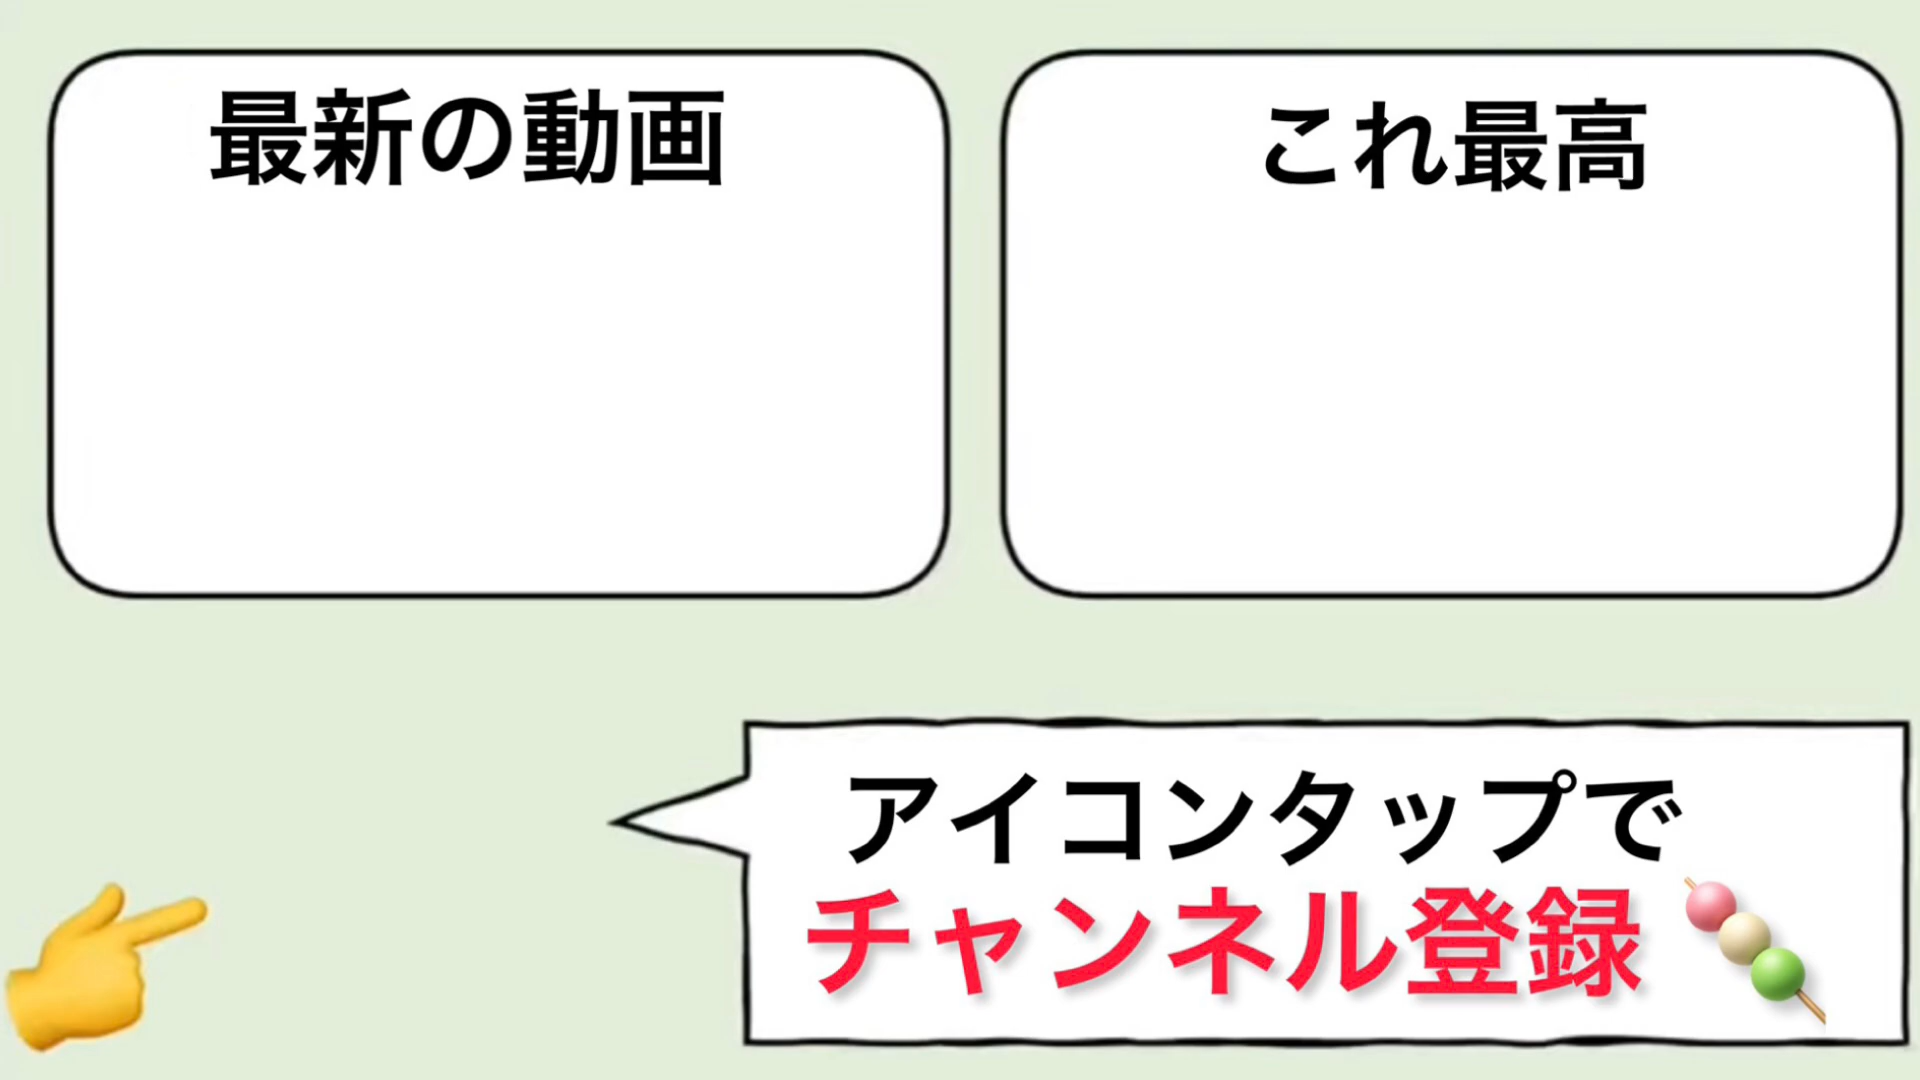 最新の動画
これ最高
アイコンタップで
チャンネル登録